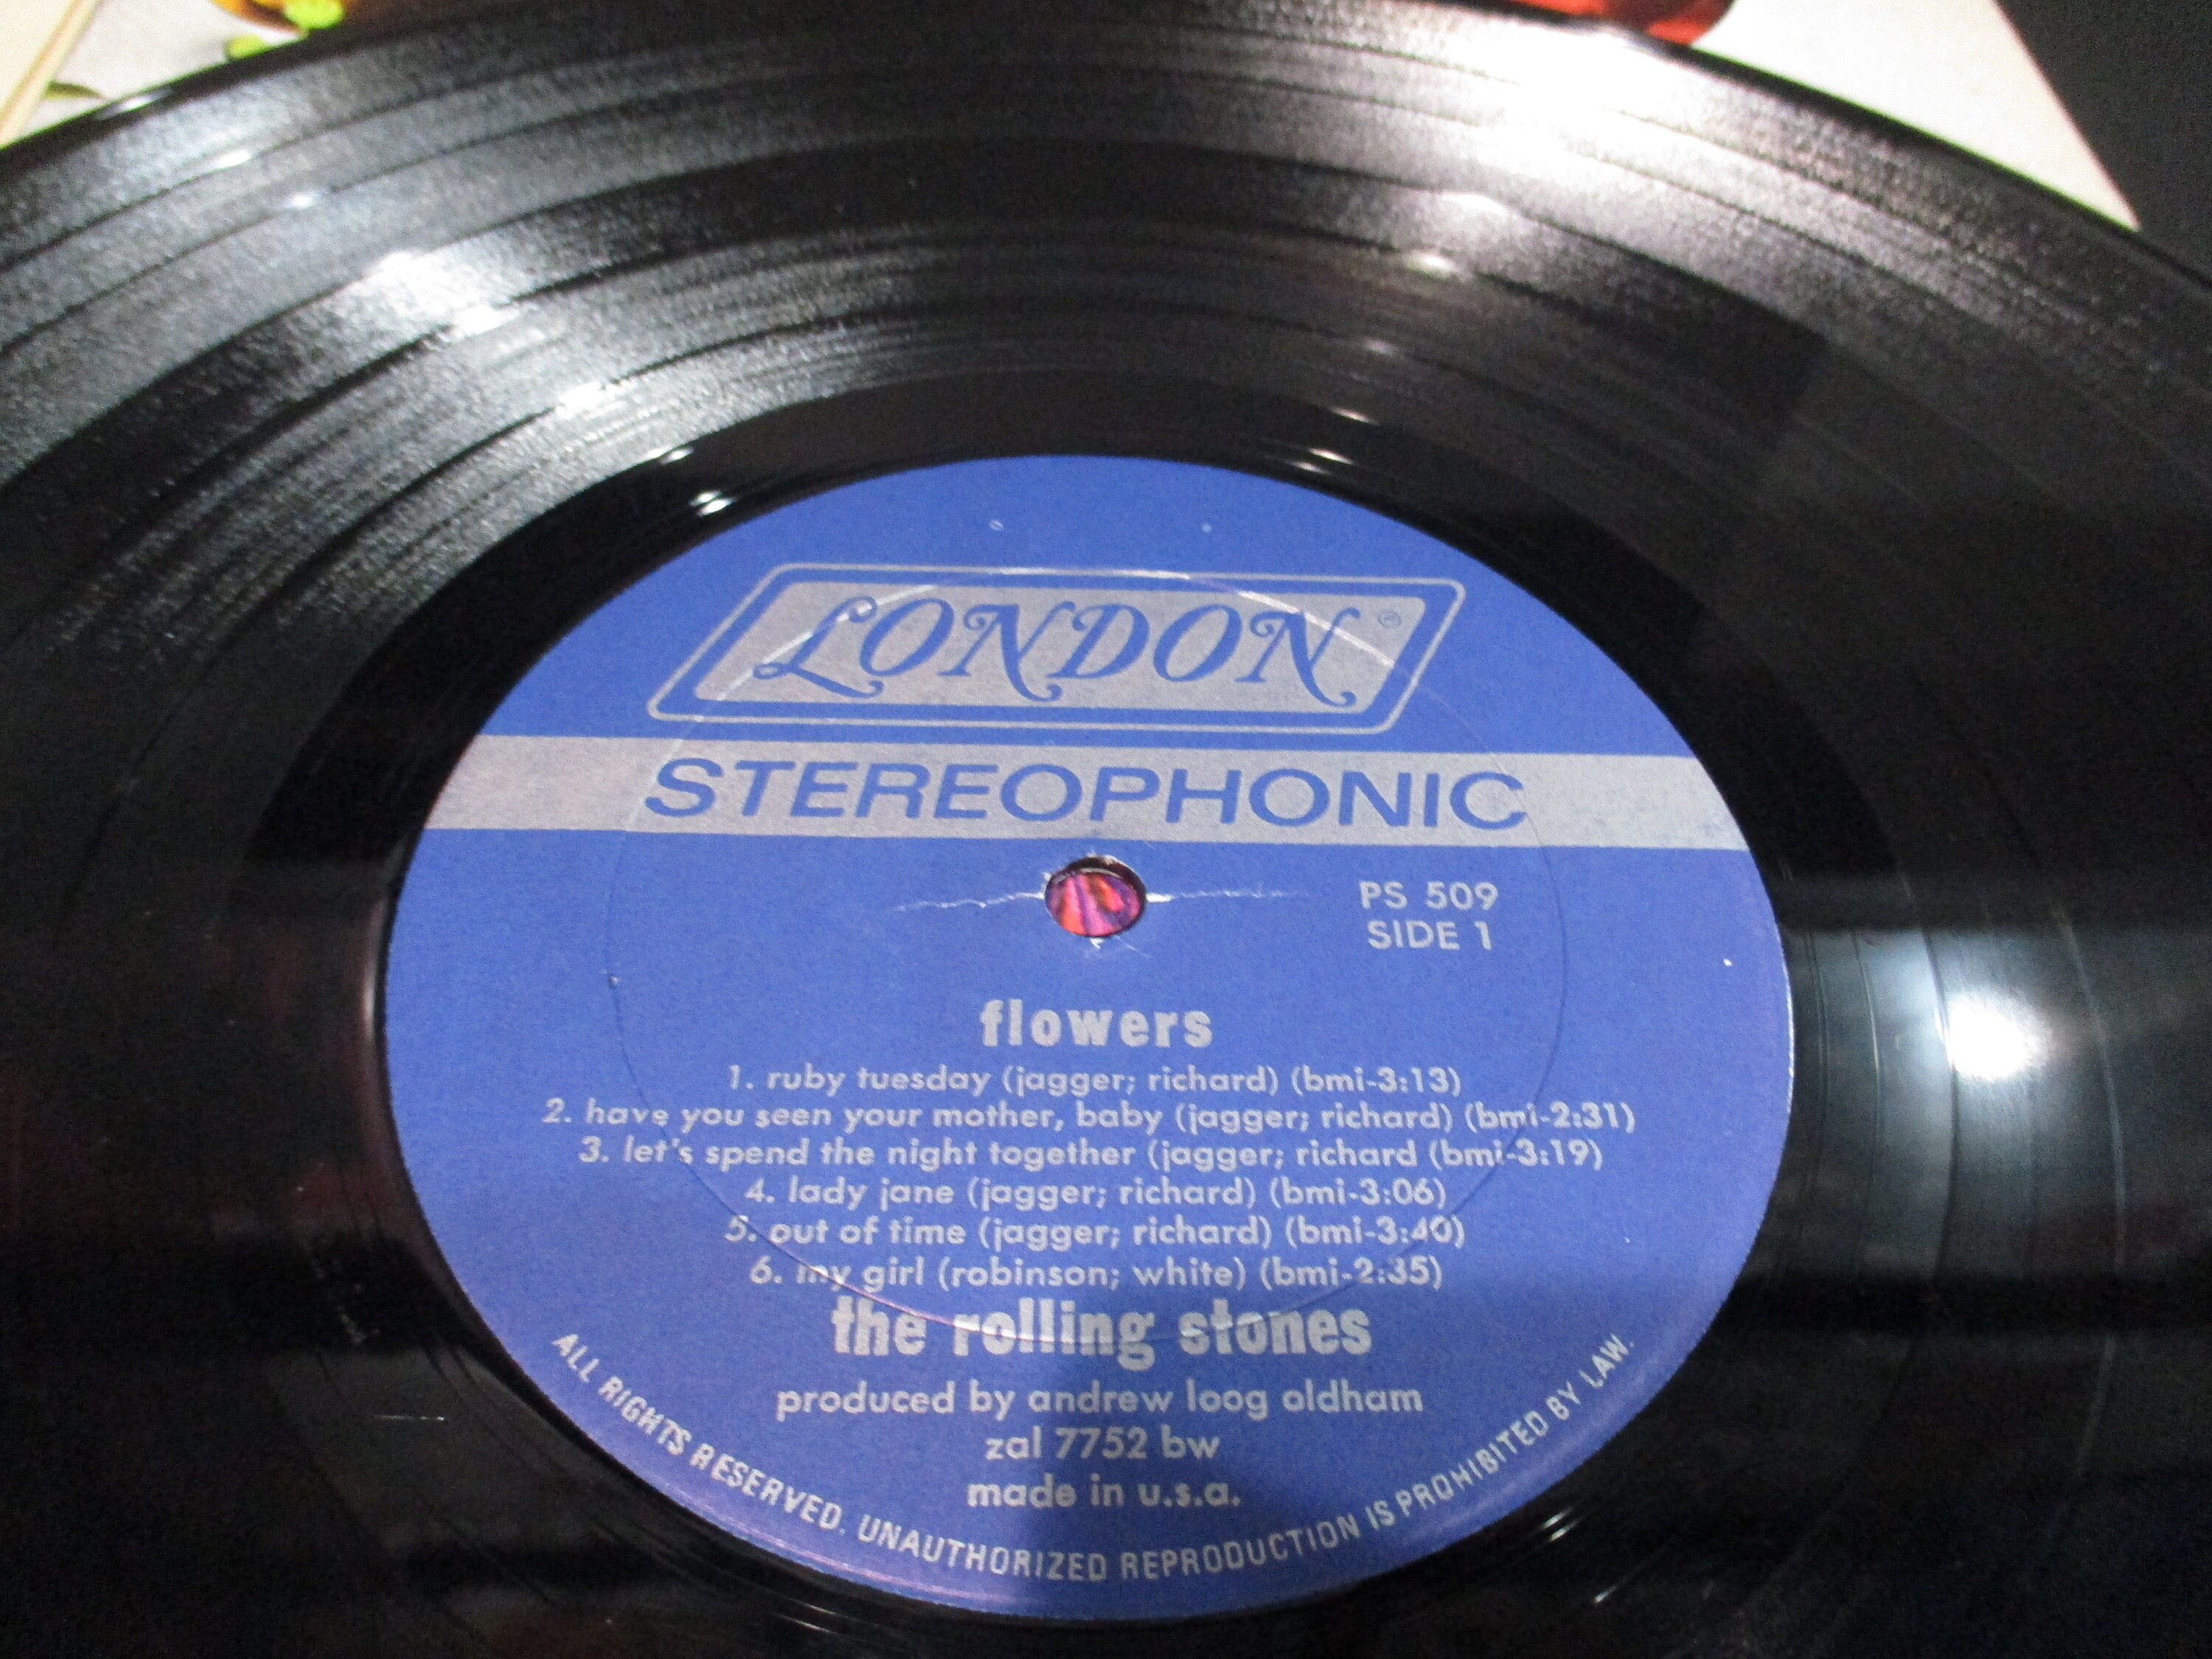 LONDON®
STEREOPHONIC
PS 509
SIDE 1
flowers
1. ruby tuesday (jagger; richard) (bmi-3:13)
2. have you seen your mother, baby (jagger; richard) (bmi-2:31)
3. let's spend the night together (jagger; richard (bmi-3:19)
4. lady jane (jagger; richard) (bmi-3:06)
5. out of time (jagger; richard) (bmi-3:40)
6. my girl (robinson; white) (bmi-2:35)
the rolling stones
produced by andrew loog oldham
zal 7752 bw
made in u.s.a.
ALL RIGHTS RESERVED. UNAUTHORIZED REPRODUCTION IS PROHIBITED BY LAW.